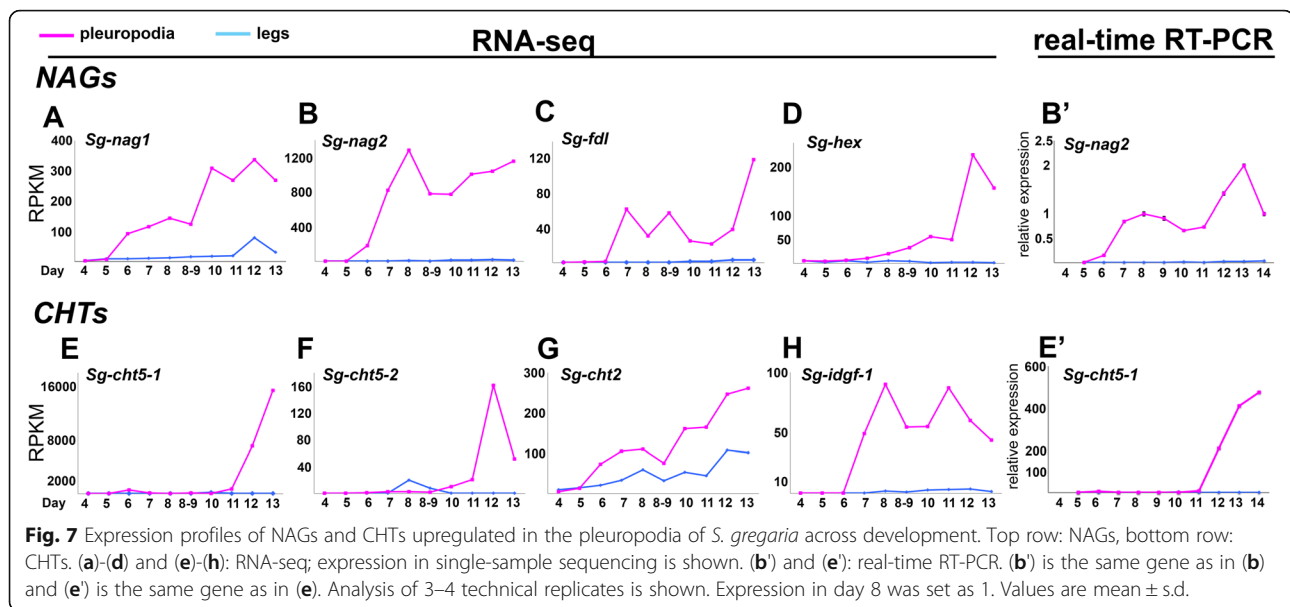 pleuropodia legs RNA-seq real-time RT-PCR
NAGs
A B C D B'
Sg-nag1 Sg-nag2 Sg-fdl Sg-hex Sg-nag2
RPKM
400
300
200
100
Day 4 5 6 7 8 8-9 10 11 12 13
1200
800
400
4 5 6 7 8 8-9 10 11 12 13
120
80
40
4 5 6 7 8 8-9 10 11 12 13
200
100
50
4 5 6 7 8 8-9 10 11 12 13
relative expression
2.5
2
1
0.5
4 5 6 7 8 9 10 11 12 13 14
CHTs
E F G H E'
Sg-cht5-1 Sg-cht5-2 Sg-cht2 Sg-idgf-1 Sg-cht5-1
RPKM
16000
8000
2000
Day 4 5 6 7 8 8-9 10 11 12 13
160
120
80
40
4 5 6 7 8 8-9 10 11 12 13
300
200
100
4 5 6 7 8 8-9 10 11 12 13
100
50
10
4 5 6 7 8 8-9 10 11 12 13
relative expression
600
500
400
300
200
100
4 5 6 7 8 9 10 11 12 13 14
Fig. 7 Expression profiles of NAGs and CHTs upregulated in the pleuropodia of S. gregaria across development. Top row: NAGs, bottom row:
CHTs. (a)-(d) and (e)-(h): RNA-seq; expression in single-sample sequencing is shown. (b') and (e'): real-time RT-PCR. (b') is the same gene as in (b)
and (e') is the same gene as in (e). Analysis of 3–4 technical replicates is shown. Expression in day 8 was set as 1. Values are mean ± s.d.